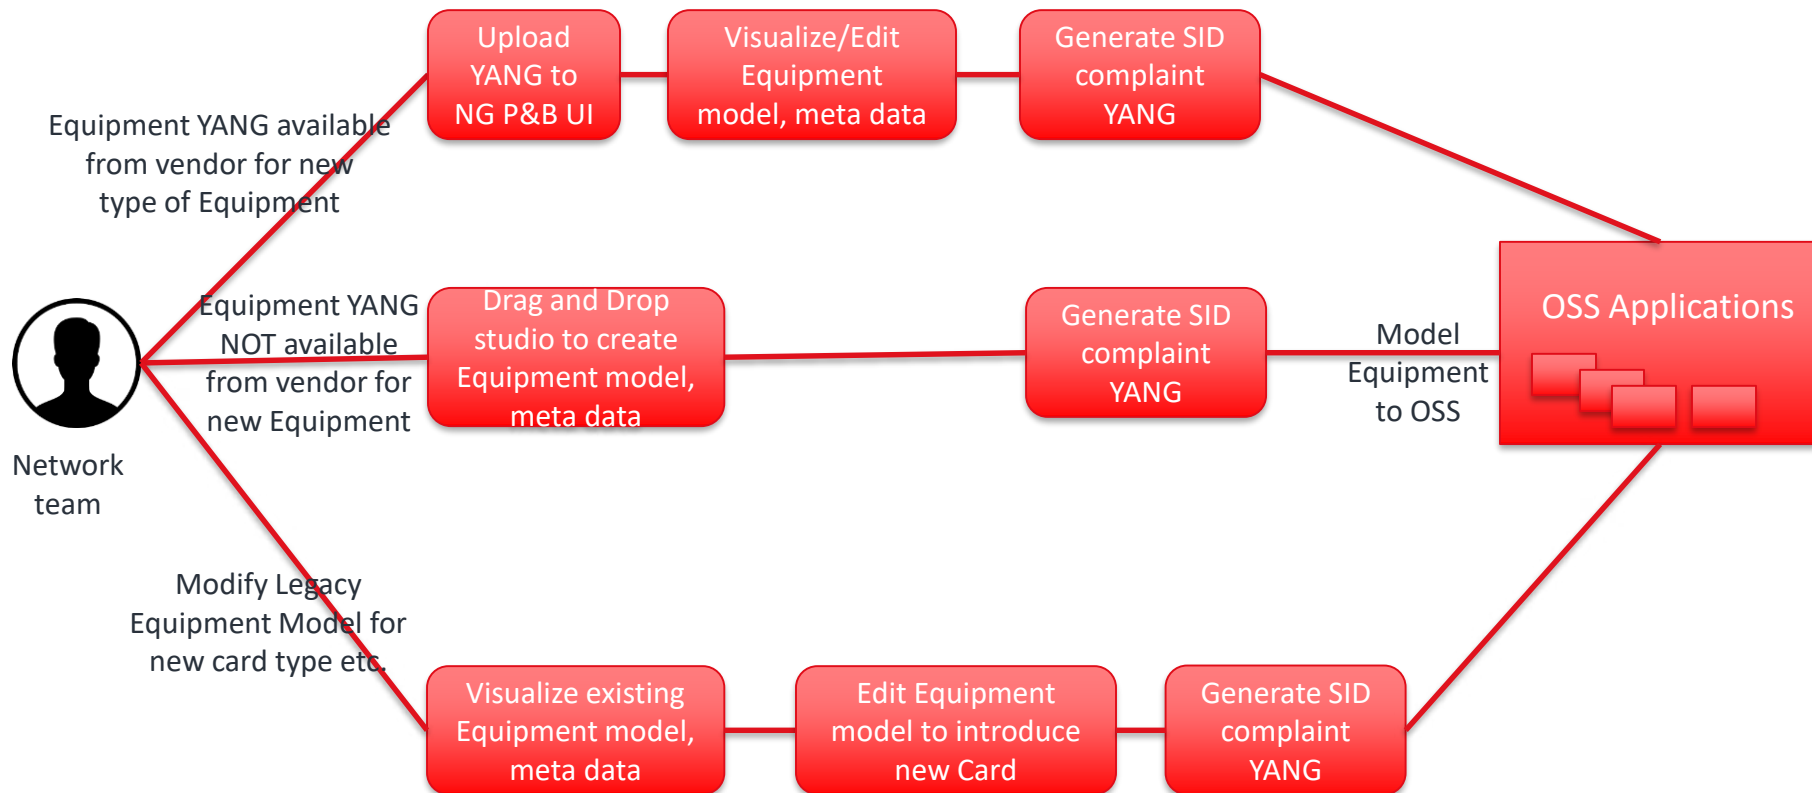 Upload
YANG to
NG P&B UI
Visualize/Edit
Equipment
model, meta data
Generate SID
complaint
YANG
Equipment YANG available
from vendor for new
type of Equipment
Equipment YANG
NOT available
from vendor for
new Equipment
Drag and Drop
studio to create
Equipment model,
meta data
Generate SID
complaint
YANG
Model
Equipment
to OSS
OSS Applications
Network
team
Modify Legacy
Equipment Model for
new card type etc.
Visualize existing
Equipment model,
meta data
Edit Equipment
model to introduce
new Card
Generate SID
complaint
YANG